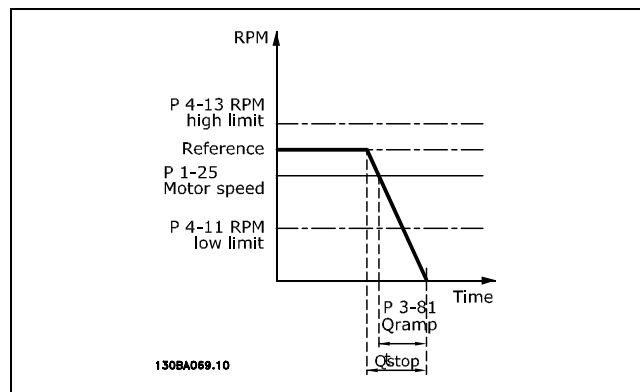 RPM
P 4-13 RPM
high limit
Reference
P 1-25
Motor speed
P 4-11 RPM
low limit
Time
P 3-81
Qramp
Qstop
130BA069.10